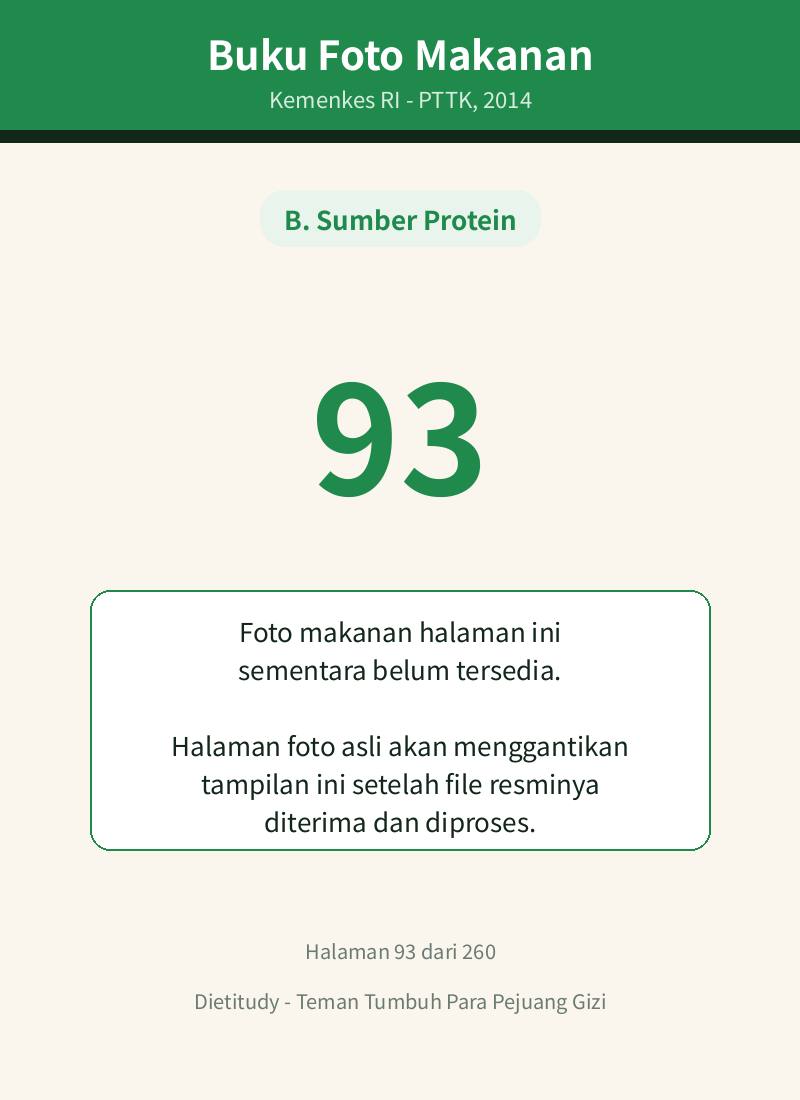 Buku Foto Makanan
Kemenkes RI - PTTK, 2014
B. Sumber Protein
93
Foto makanan halaman ini
sementara belum tersedia.
Halaman foto asli akan menggantikan
tampilan ini setelah file resminya
diterima dan diproses.
Halaman 93 dari 260
Dietitudy - Teman Tumbuh Para Pejuang Gizi